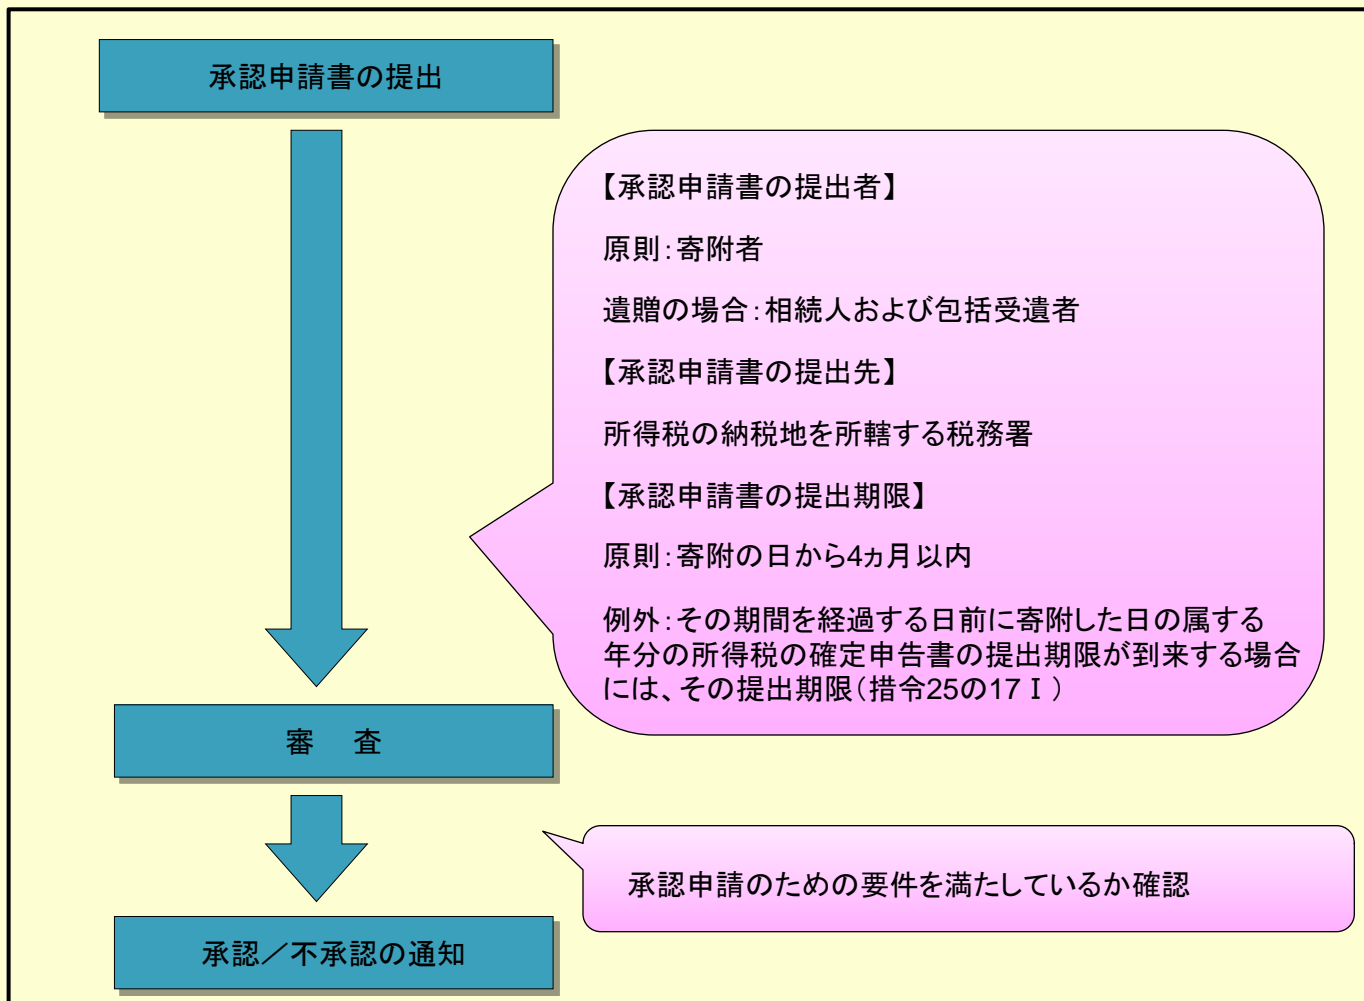 承認申請書の提出
【承認申請書の提出者】
原則：寄附者
遺贈の場合：相続人および包括受遺者
【承認申請書の提出先】
所得税の納税地を所轄する税務署
【承認申請書の提出期限】
原則：寄附の日から4ヵ月以内
例外：その期間を経過する日前に寄附した日の属する
年分の所得税の確定申告書の提出期限が到来する場合
には、その提出期限（措令25の17Ⅰ）
審　査
承認申請のための要件を満たしているか確認
承認／不承認の通知